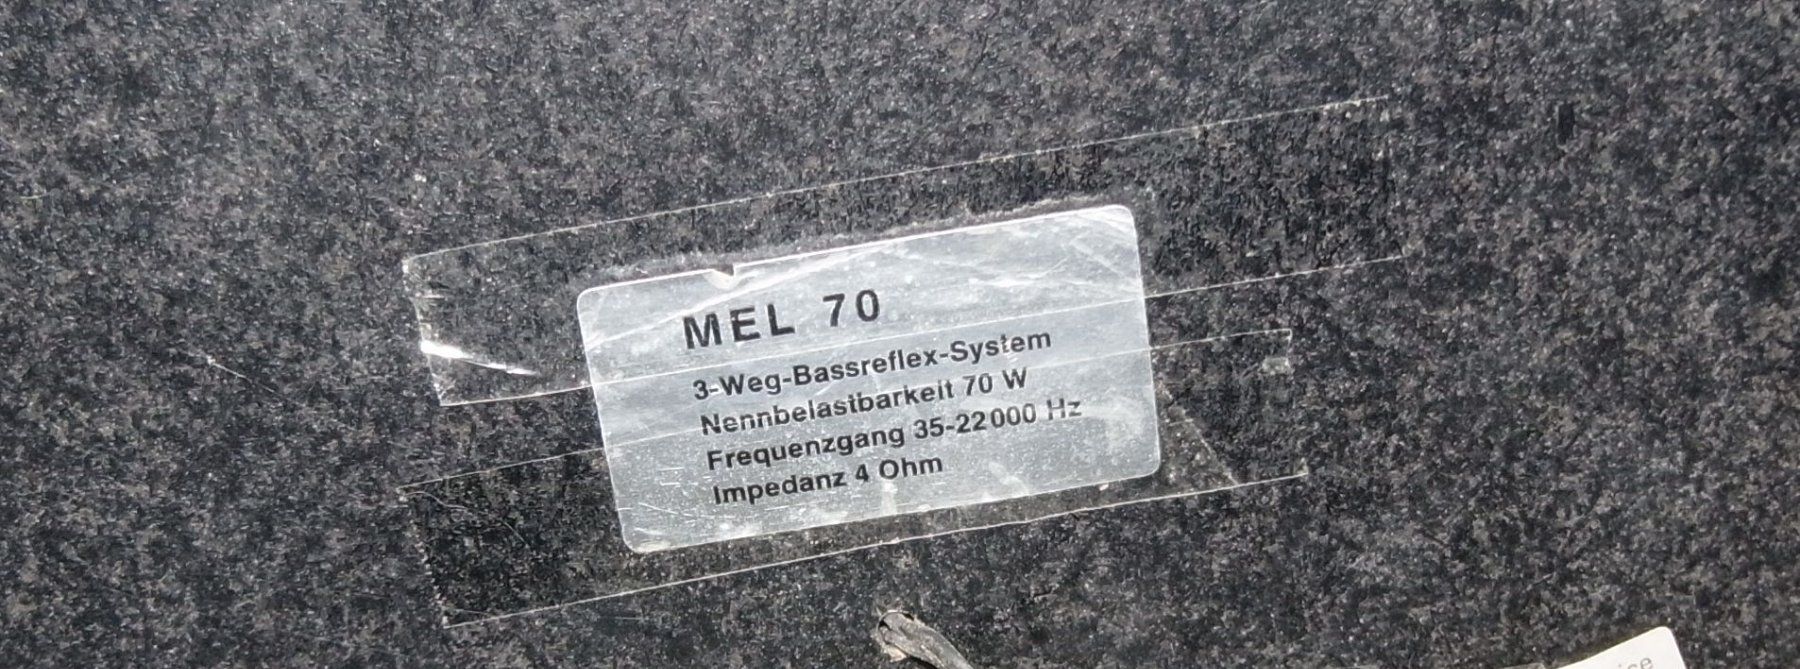 MEL 70
3-Weg-Bassreflex-System
Nennbelastbarkeit 70 W
Frequenzgang 35-22000 Hz
Impedanz 4 Ohm